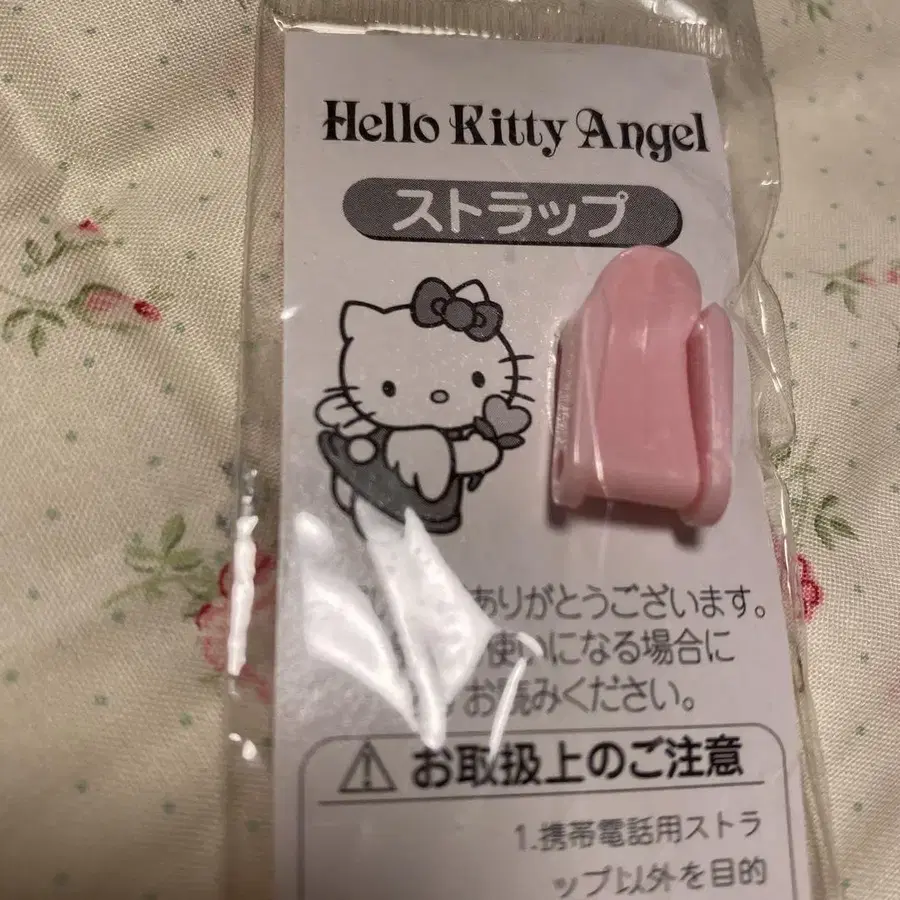 Hello Kitty Angel
ストラップ
ありがとうございます。
使いになる場合に
お読みください。
お取扱上のご注意
1.携帯電話用ストラ
ップ以外を目的